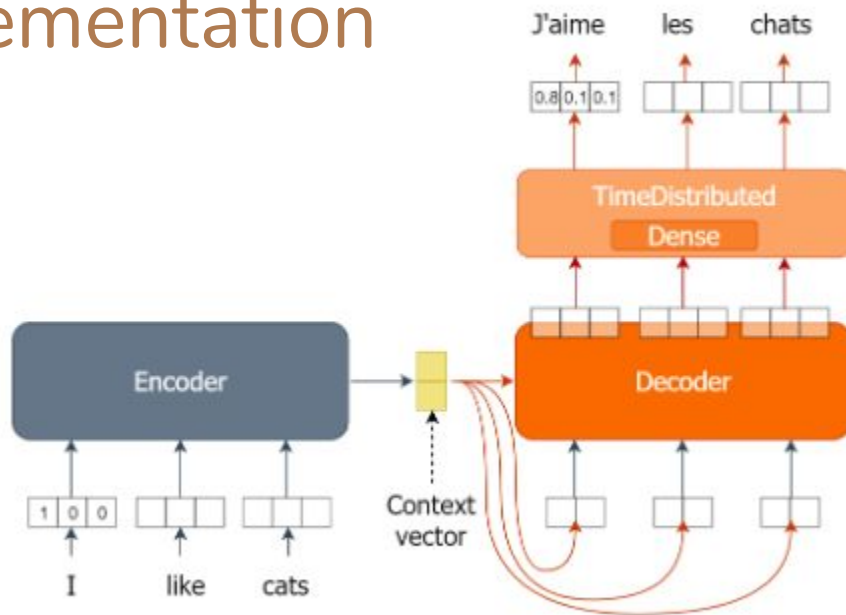 ementation
J'aime les chats
0.8 0.1 0.1
TimeDistributed
Dense
Encoder
Decoder
1 0 0
Context
vector
I like cats